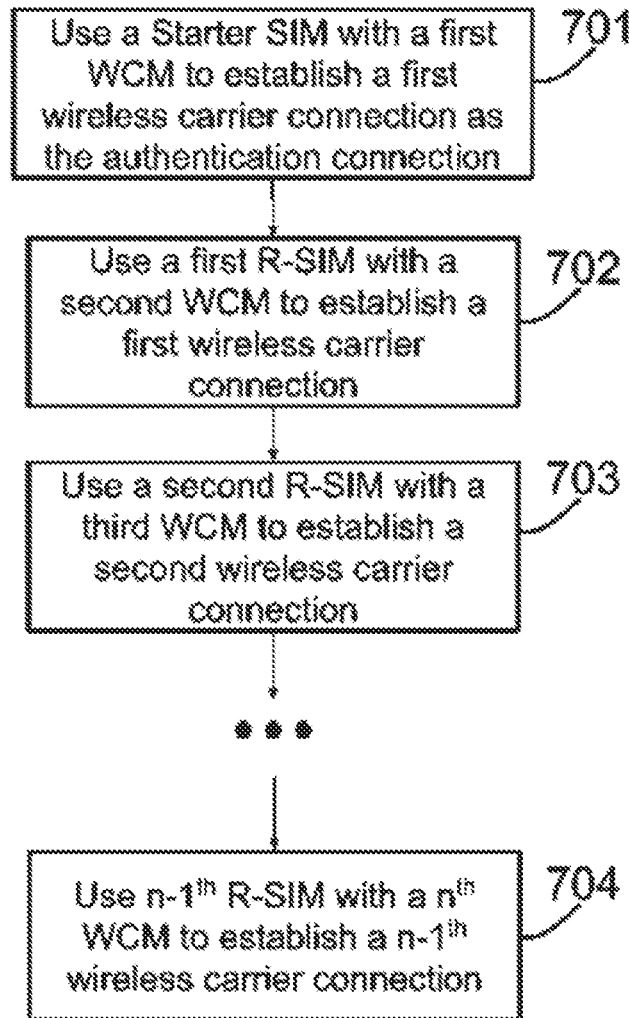 Use a Starter SIM with a first
WCM to establish a first
wireless carrier connection as
the authentication connection
701
Use a first R-SIM with a
second WCM to establish a
first wireless carrier
connection
702
Use a second R-SIM with a
third WCM to establish a
second wireless carrier
connection
703
•••
Use n-1th R-SIM with a nth
WCM to establish a n-1th
wireless carrier connection
704